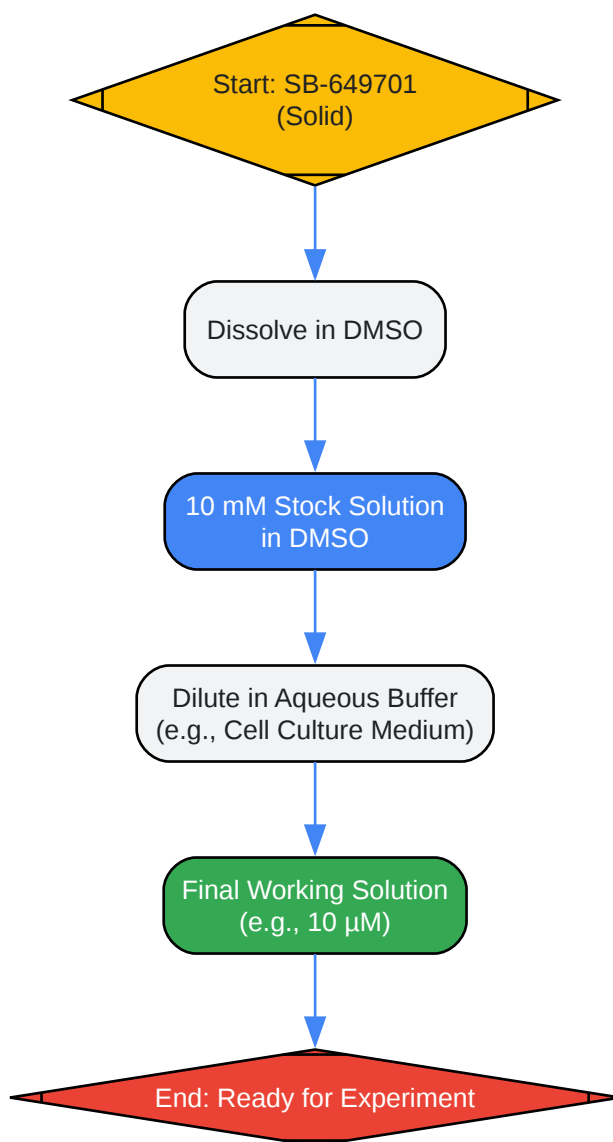 Start: SB-649701
(Solid)
Dissolve in DMSO
10 mM Stock Solution
in DMSO
Dilute in Aqueous Buffer
(e.g., Cell Culture Medium)
Final Working Solution
(e.g., 10 µM)
End: Ready for Experiment